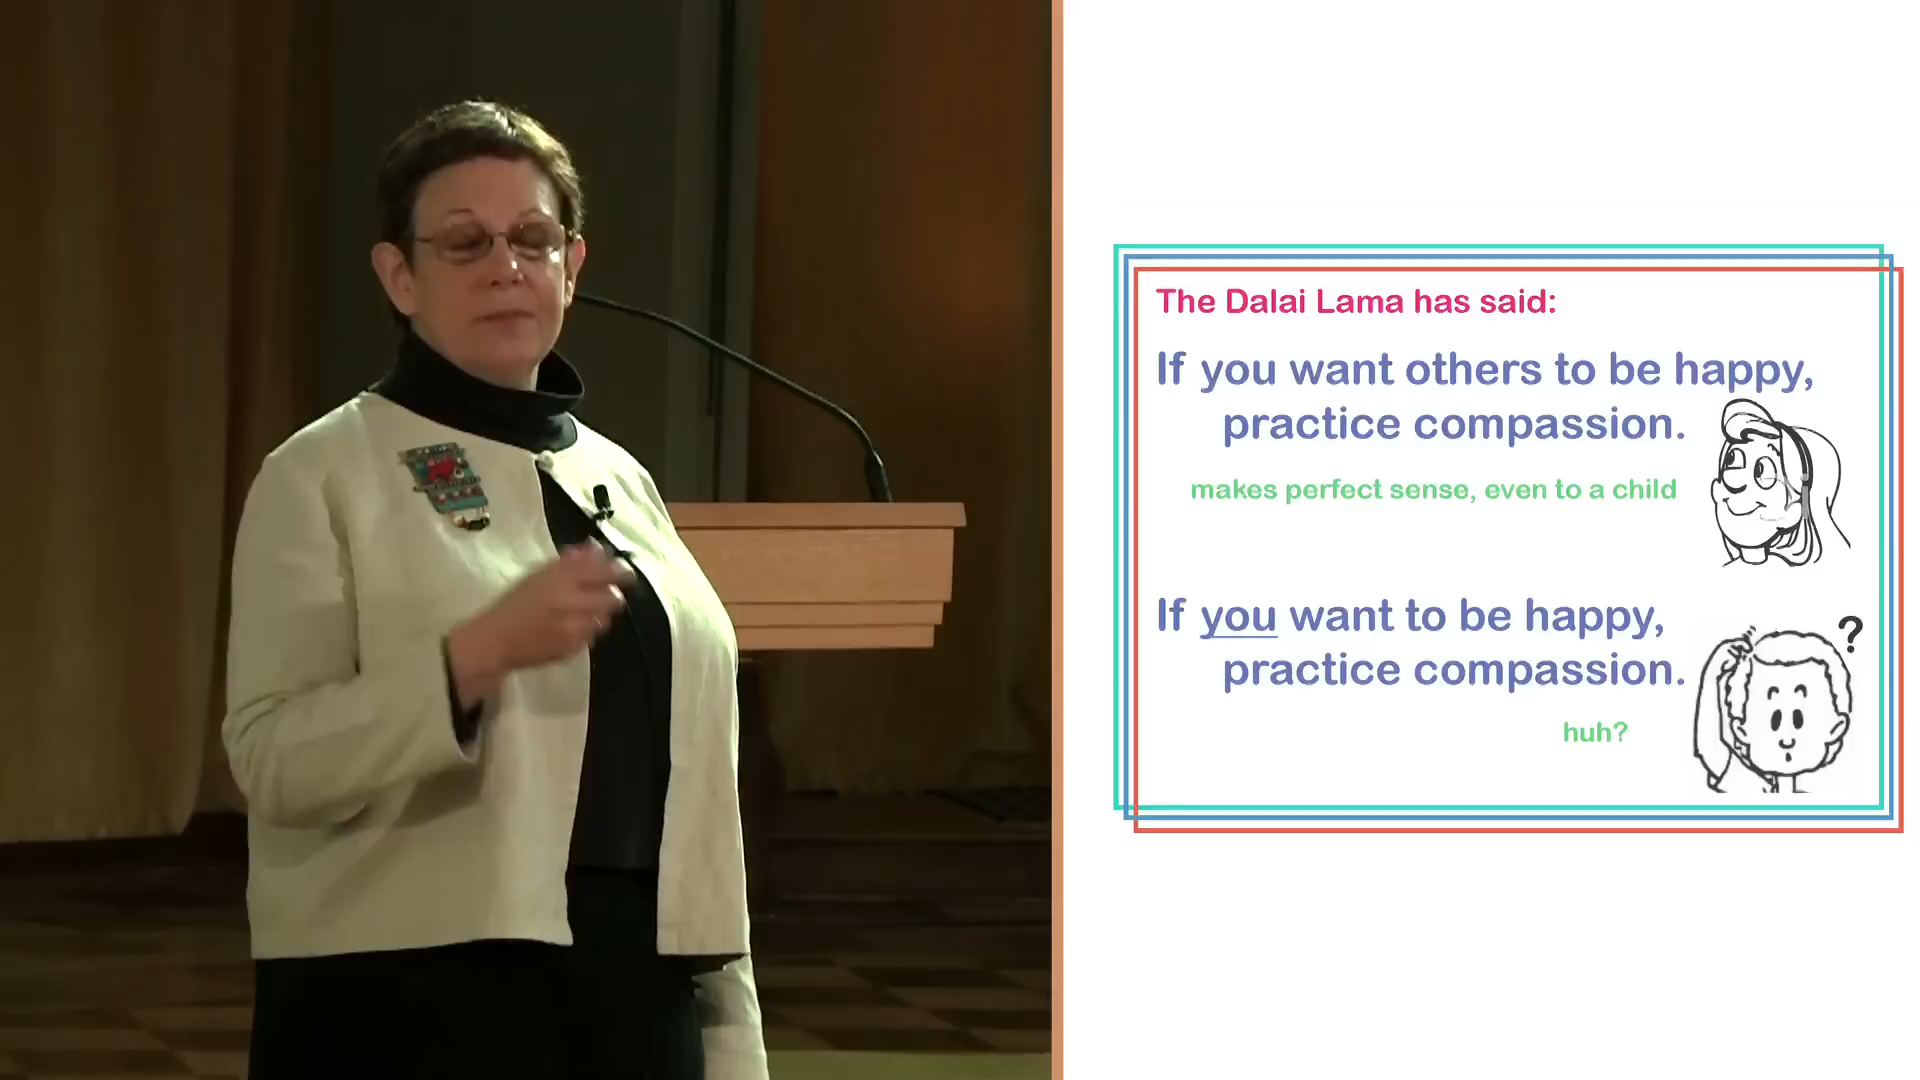 The Dalai Lama has said:
If you want others to be happy,
practice compassion.
makes perfect sense, even to a child
If you want to be happy,
practice compassion.
?
huh?